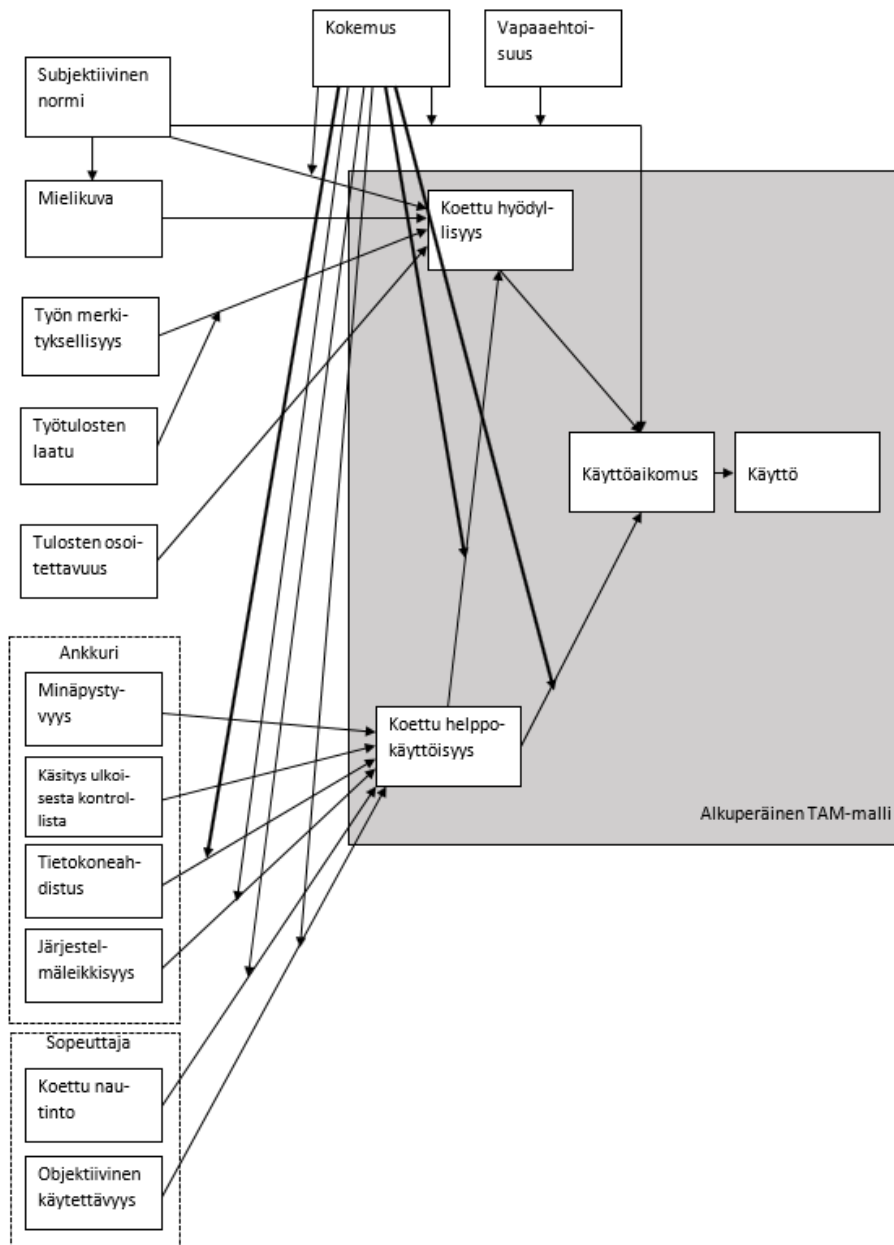 Kokemus
Vapaaehtoi-
suus
Subjektiivinen
normi
Mielikuva
Koettu hyödyl-
lisyys
Työn merki-
tyksellisyys
Työtulosten
laatu
Käyttöaikomus
Käyttö
Tulosten osoi-
tettavuus
Ankkuri
Minäpysty-
vyys
Koettu helppo-
käyttöisyys
Käsitys ulkoi-
sesta kontrol-
lista
Alkuperäinen TAM-malli
Tietokoneah-
distus
Järjestel-
mäleikkisyys
Sopeuttaja
Koettu nau-
tinto
Objektiivinen
käytettävyys